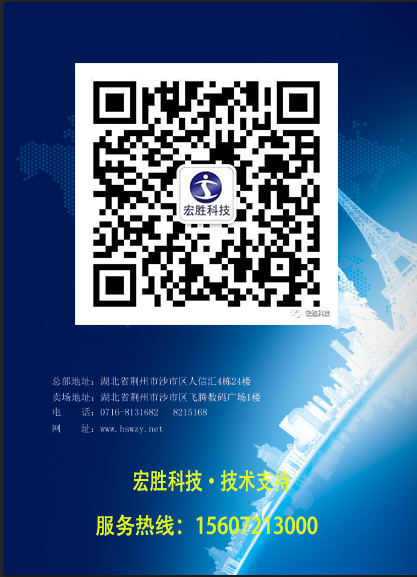 宏胜科技
宏胜科技
总部地址：湖北省荆州市沙市区人信汇4栋24楼
卖场地址：湖北省荆州市沙市区飞腾数码广场1楼
电　　话：0716-8131682　8215168
网　　址：www.hswzy.net
宏胜科技·技术支持
服务热线：15607213000